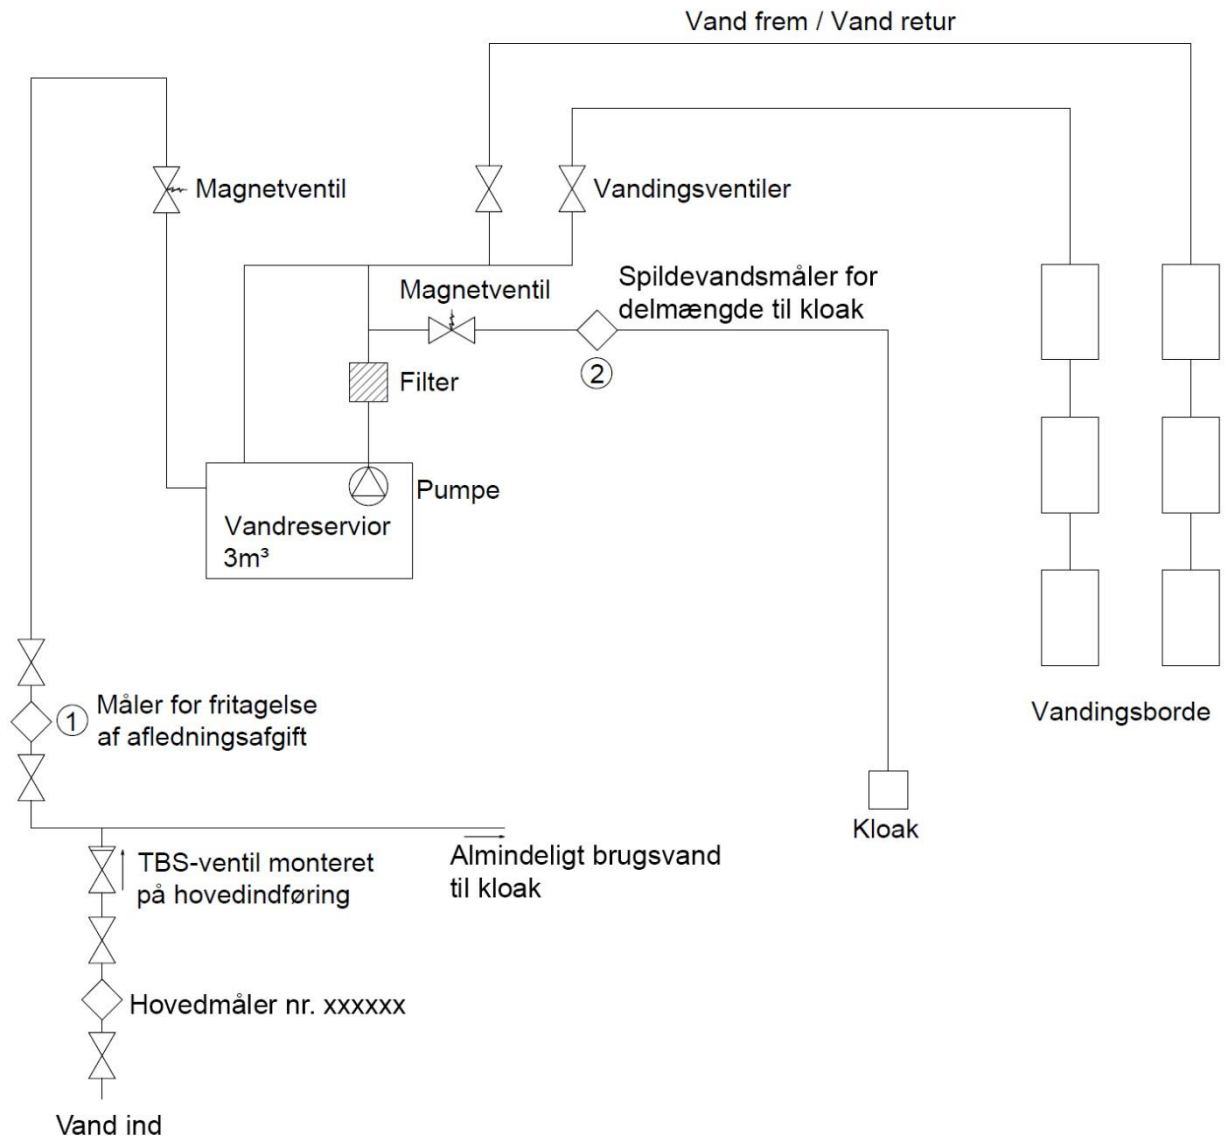 Vand frem / Vand retur
Magnetventil
Vandingsventiler
Magnetventil
Spildevandsmåler for
delmængde til kloak
2
Filter
Pumpe
Vandreservior
3m³
1
Måler for fritagelse
af afledningsafgift
Vandingsborde
Kloak
Almindeligt brugsvand
til kloak
TBS-ventil monteret
på hovedindføring
Hovedmåler nr. xxxxxx
Vand ind